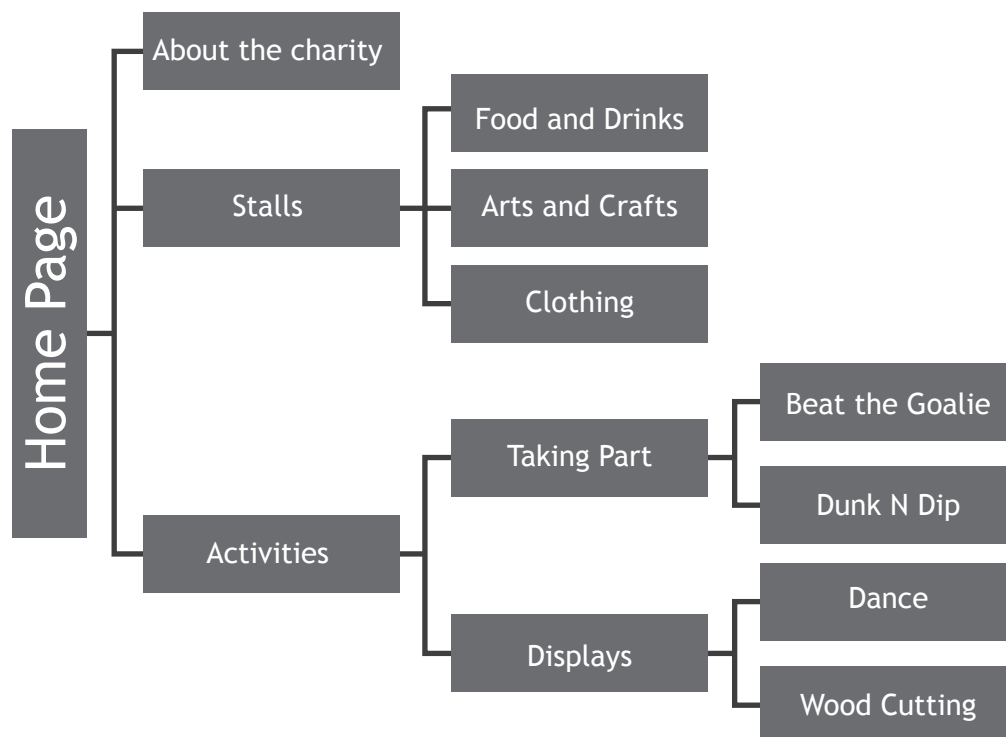 Home Page
About the charity
Stalls
Food and Drinks
Arts and Crafts
Clothing
Activities
Taking Part
Beat the Goalie
Dunk N Dip
Displays
Dance
Wood Cutting